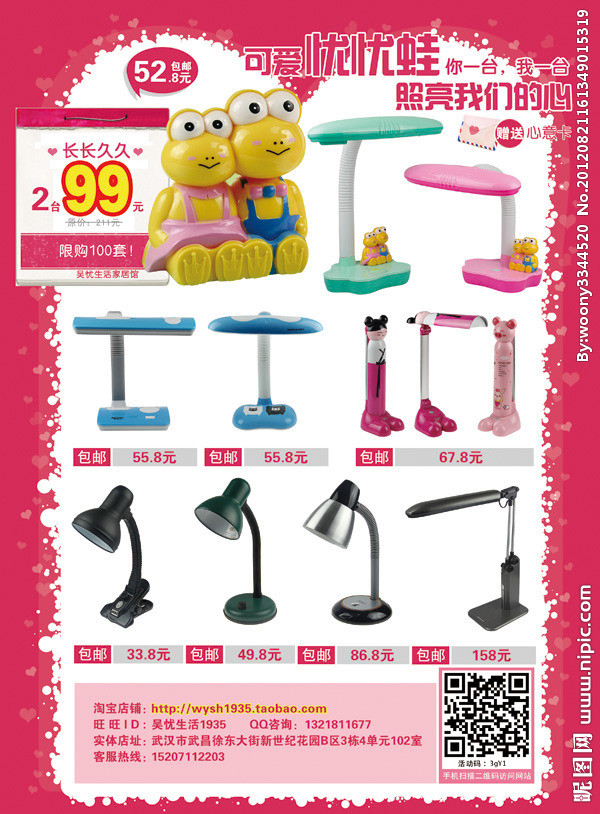 52.8元 包邮
可爱忧忧蛙 你一台，我一台
照亮我们的心
赠送心意卡
长长久久
2台99元
原价：211元
限购100套！
吴忧生活家居馆
包邮 55.8元 包邮 55.8元 包邮 67.8元
包邮 33.8元 包邮 49.8元 包邮 86.8元 包邮 158元
淘宝店铺：http://wysh1935.taobao.com
旺旺ID：吴忧生活1935 QQ咨询：1321811677
实体店址：武汉市武昌徐东大街新世纪花园B区3栋4单元102室
客服热线：15207112203
活动码：3gY1
手机扫描二维码访问网站
By:woony3344520 No.20120821161349015319
昵图网 www.nipic.com